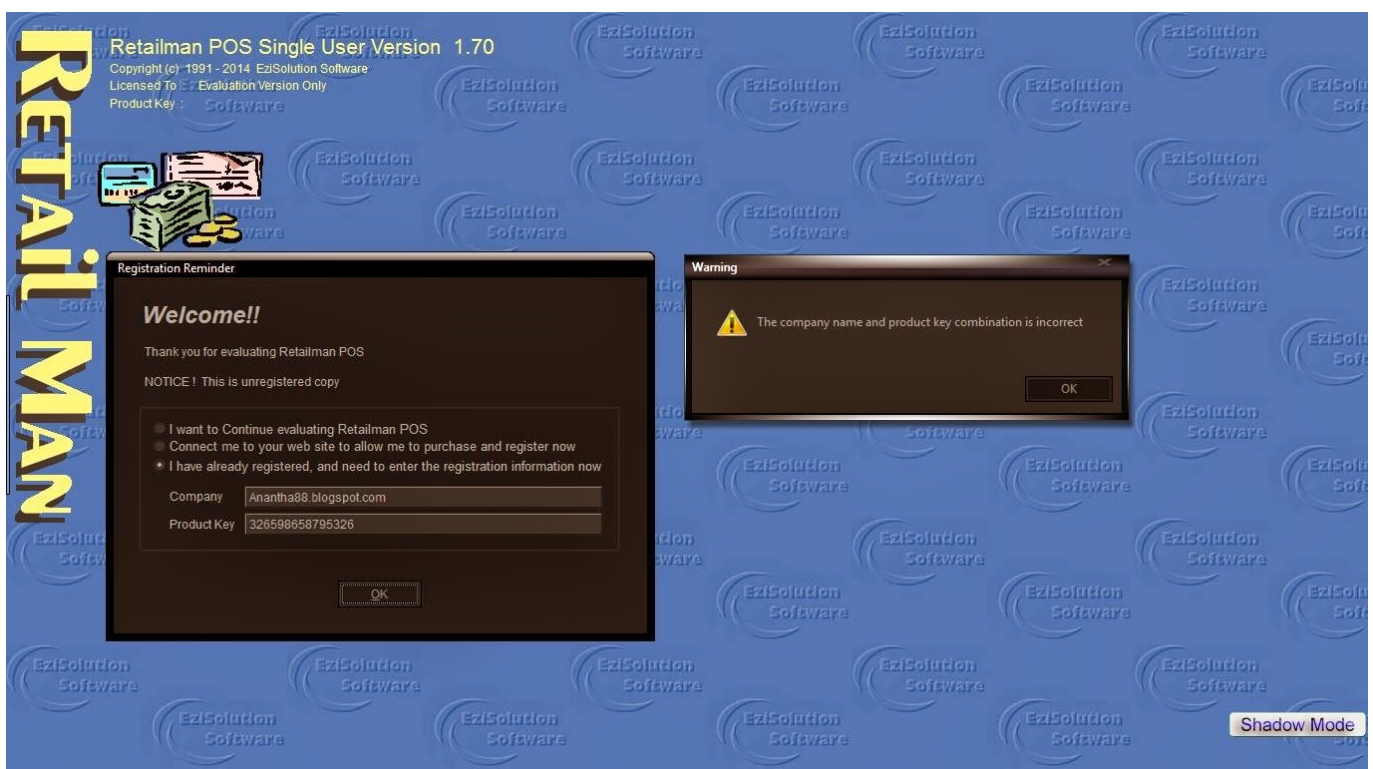 RETAil MAN
Retailman POS Single User Version 1.70
Copyright (c) 1991 - 2014 EziSolution Software
Licensed To : Evaluation Version Only
Product Key :
Registration Reminder
Welcome!!
Thank you for evaluating Retailman POS
NOTICE ! This is unregistered copy
I want to Continue evaluating Retailman POS
Connect me to your web site to allow me to purchase and register now
I have already registered, and need to enter the registration information now
Company Anantha88.blogspot.com
Product Key 326598658795326
OK
Warning
The company name and product key combination is incorrect
OK
EziSolution
Software
Shadow Mode